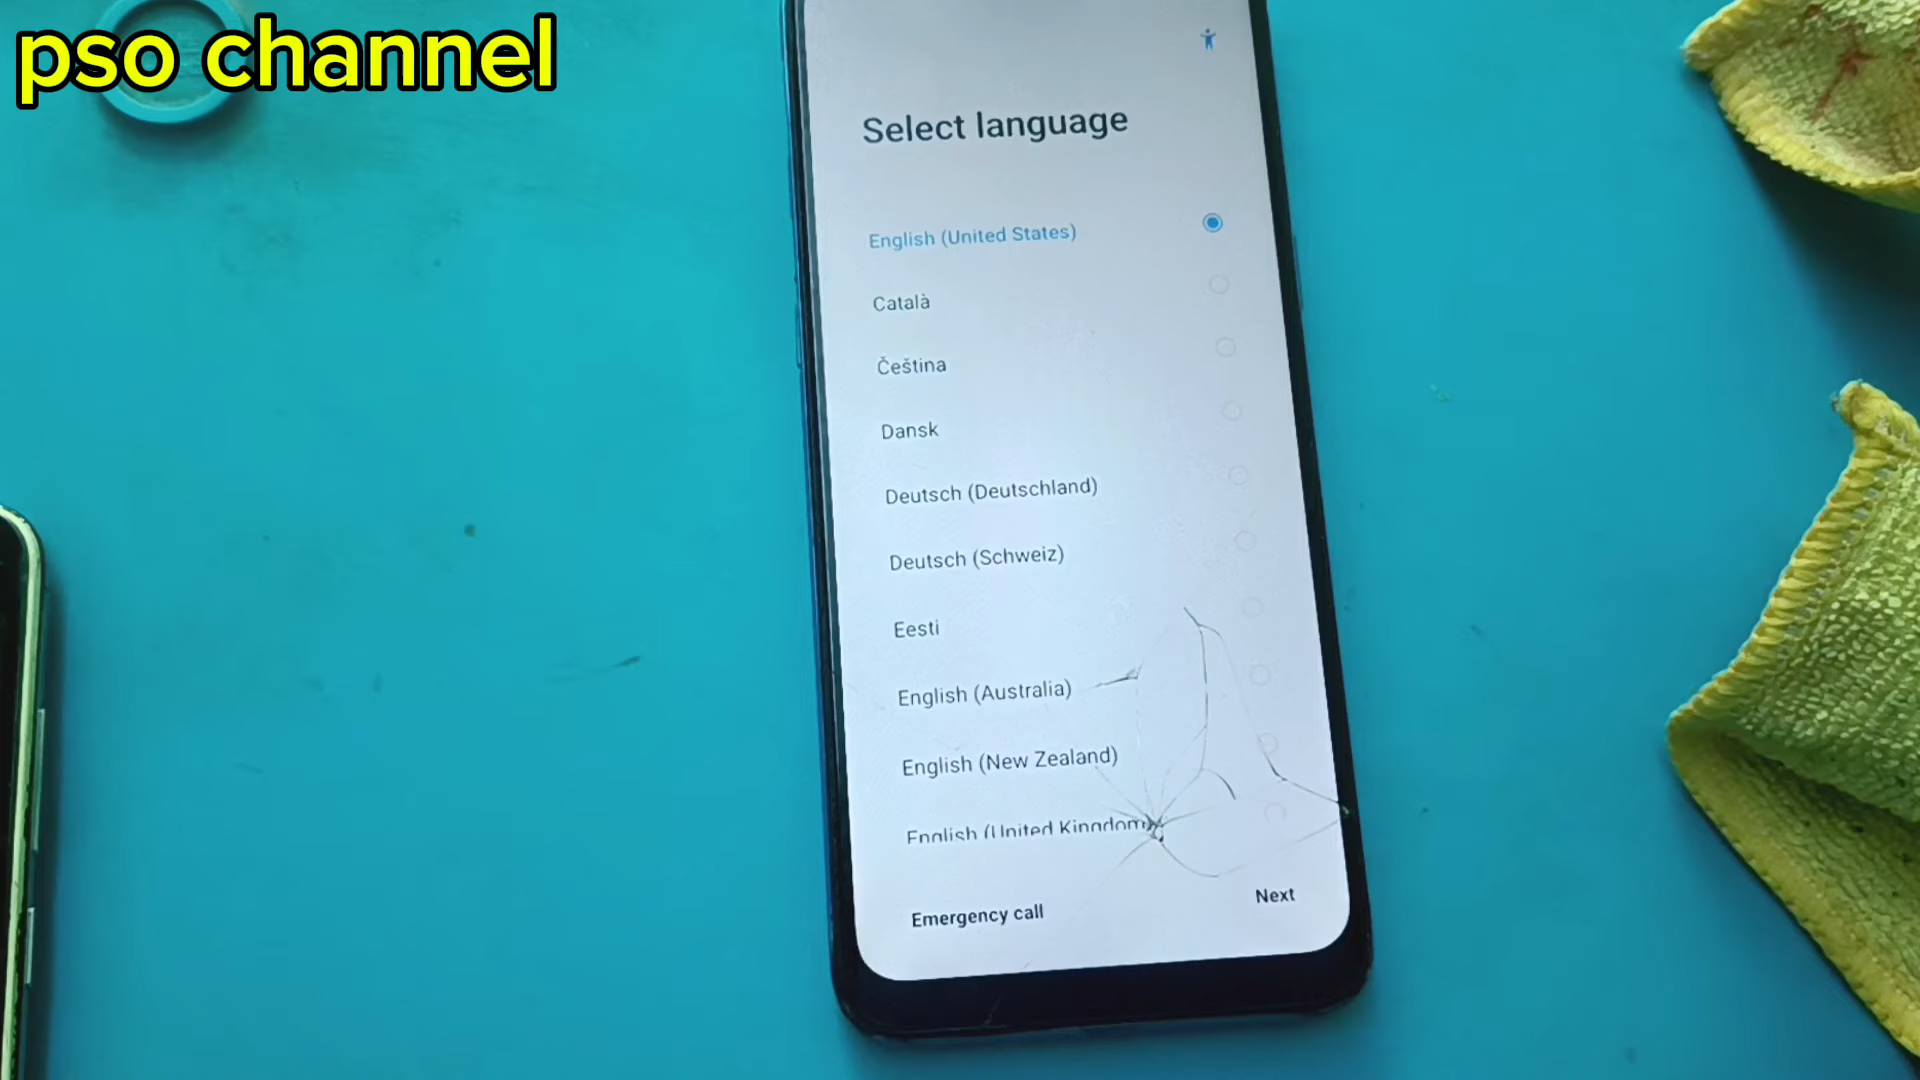 pso channel
Select language
English (United States)
Català
Čeština
Dansk
Deutsch (Deutschland)
Deutsch (Schweiz)
Eesti
English (Australia)
English (New Zealand)
English (United Kingdom)
Emergency call
Next